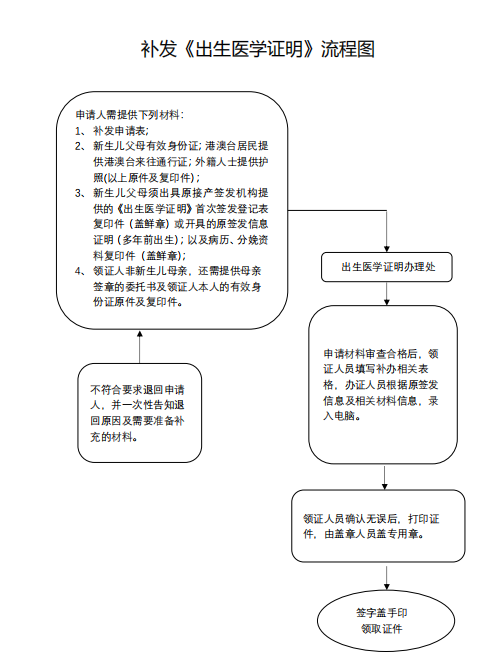 补发《出生医学证明》流程图
申请人需提供下列材料：
1、 补发申请表;
2、 新生儿父母有效身份证; 港澳台居民提
供港澳台来往通行证; 外籍人士提供护
照(以上原件及复印件);
3、 新生儿父母须出具原接产签发机构提
供的《出生医学证明》首次签发登记表
复印件（盖鲜章）或开具的原签发信息
证明（多年前出生）; 以及病历、分娩资
料复印件（盖鲜章）;
4、 领证人非新生儿母亲，还需提供母亲
签章的委托书及领证人本人的有效身
份证原件及复印件。
出生医学证明办理处
申请材料审查合格后，领
证人员填写补办相关表
格，办证人员根据原签发
信息及相关材料信息，录
入电脑。
不符合要求退回申请
人，并一次性告知退
回原因及需要准备补
充的材料。
领证人员确认无误后，打印证
件，由盖章人员盖专用章。
签字盖手印
领取证件